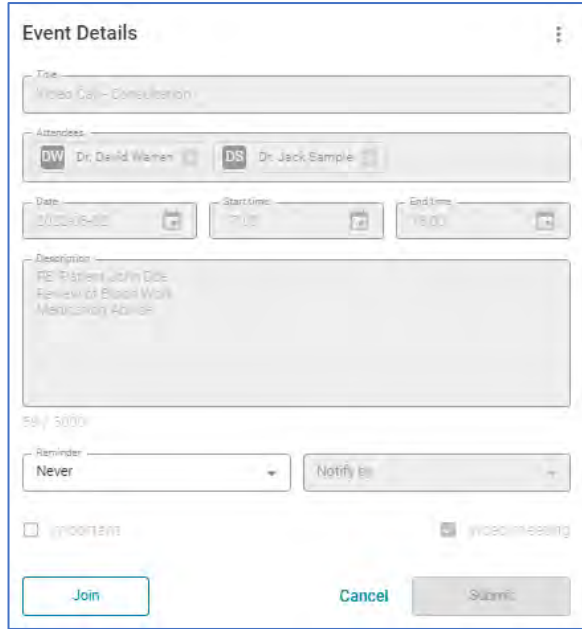 Event Details
Title
Video Call - Consultation
Attendees
DW Dr. David Warren DS Dr. Jack Sample
Date Start time End time
18:00
Description
RE: Patient John Doe
Review of Blood Work
Medication Advice
59 / 5000
Reminder
Never Notify by
Important Video meeting
Join Cancel Submit